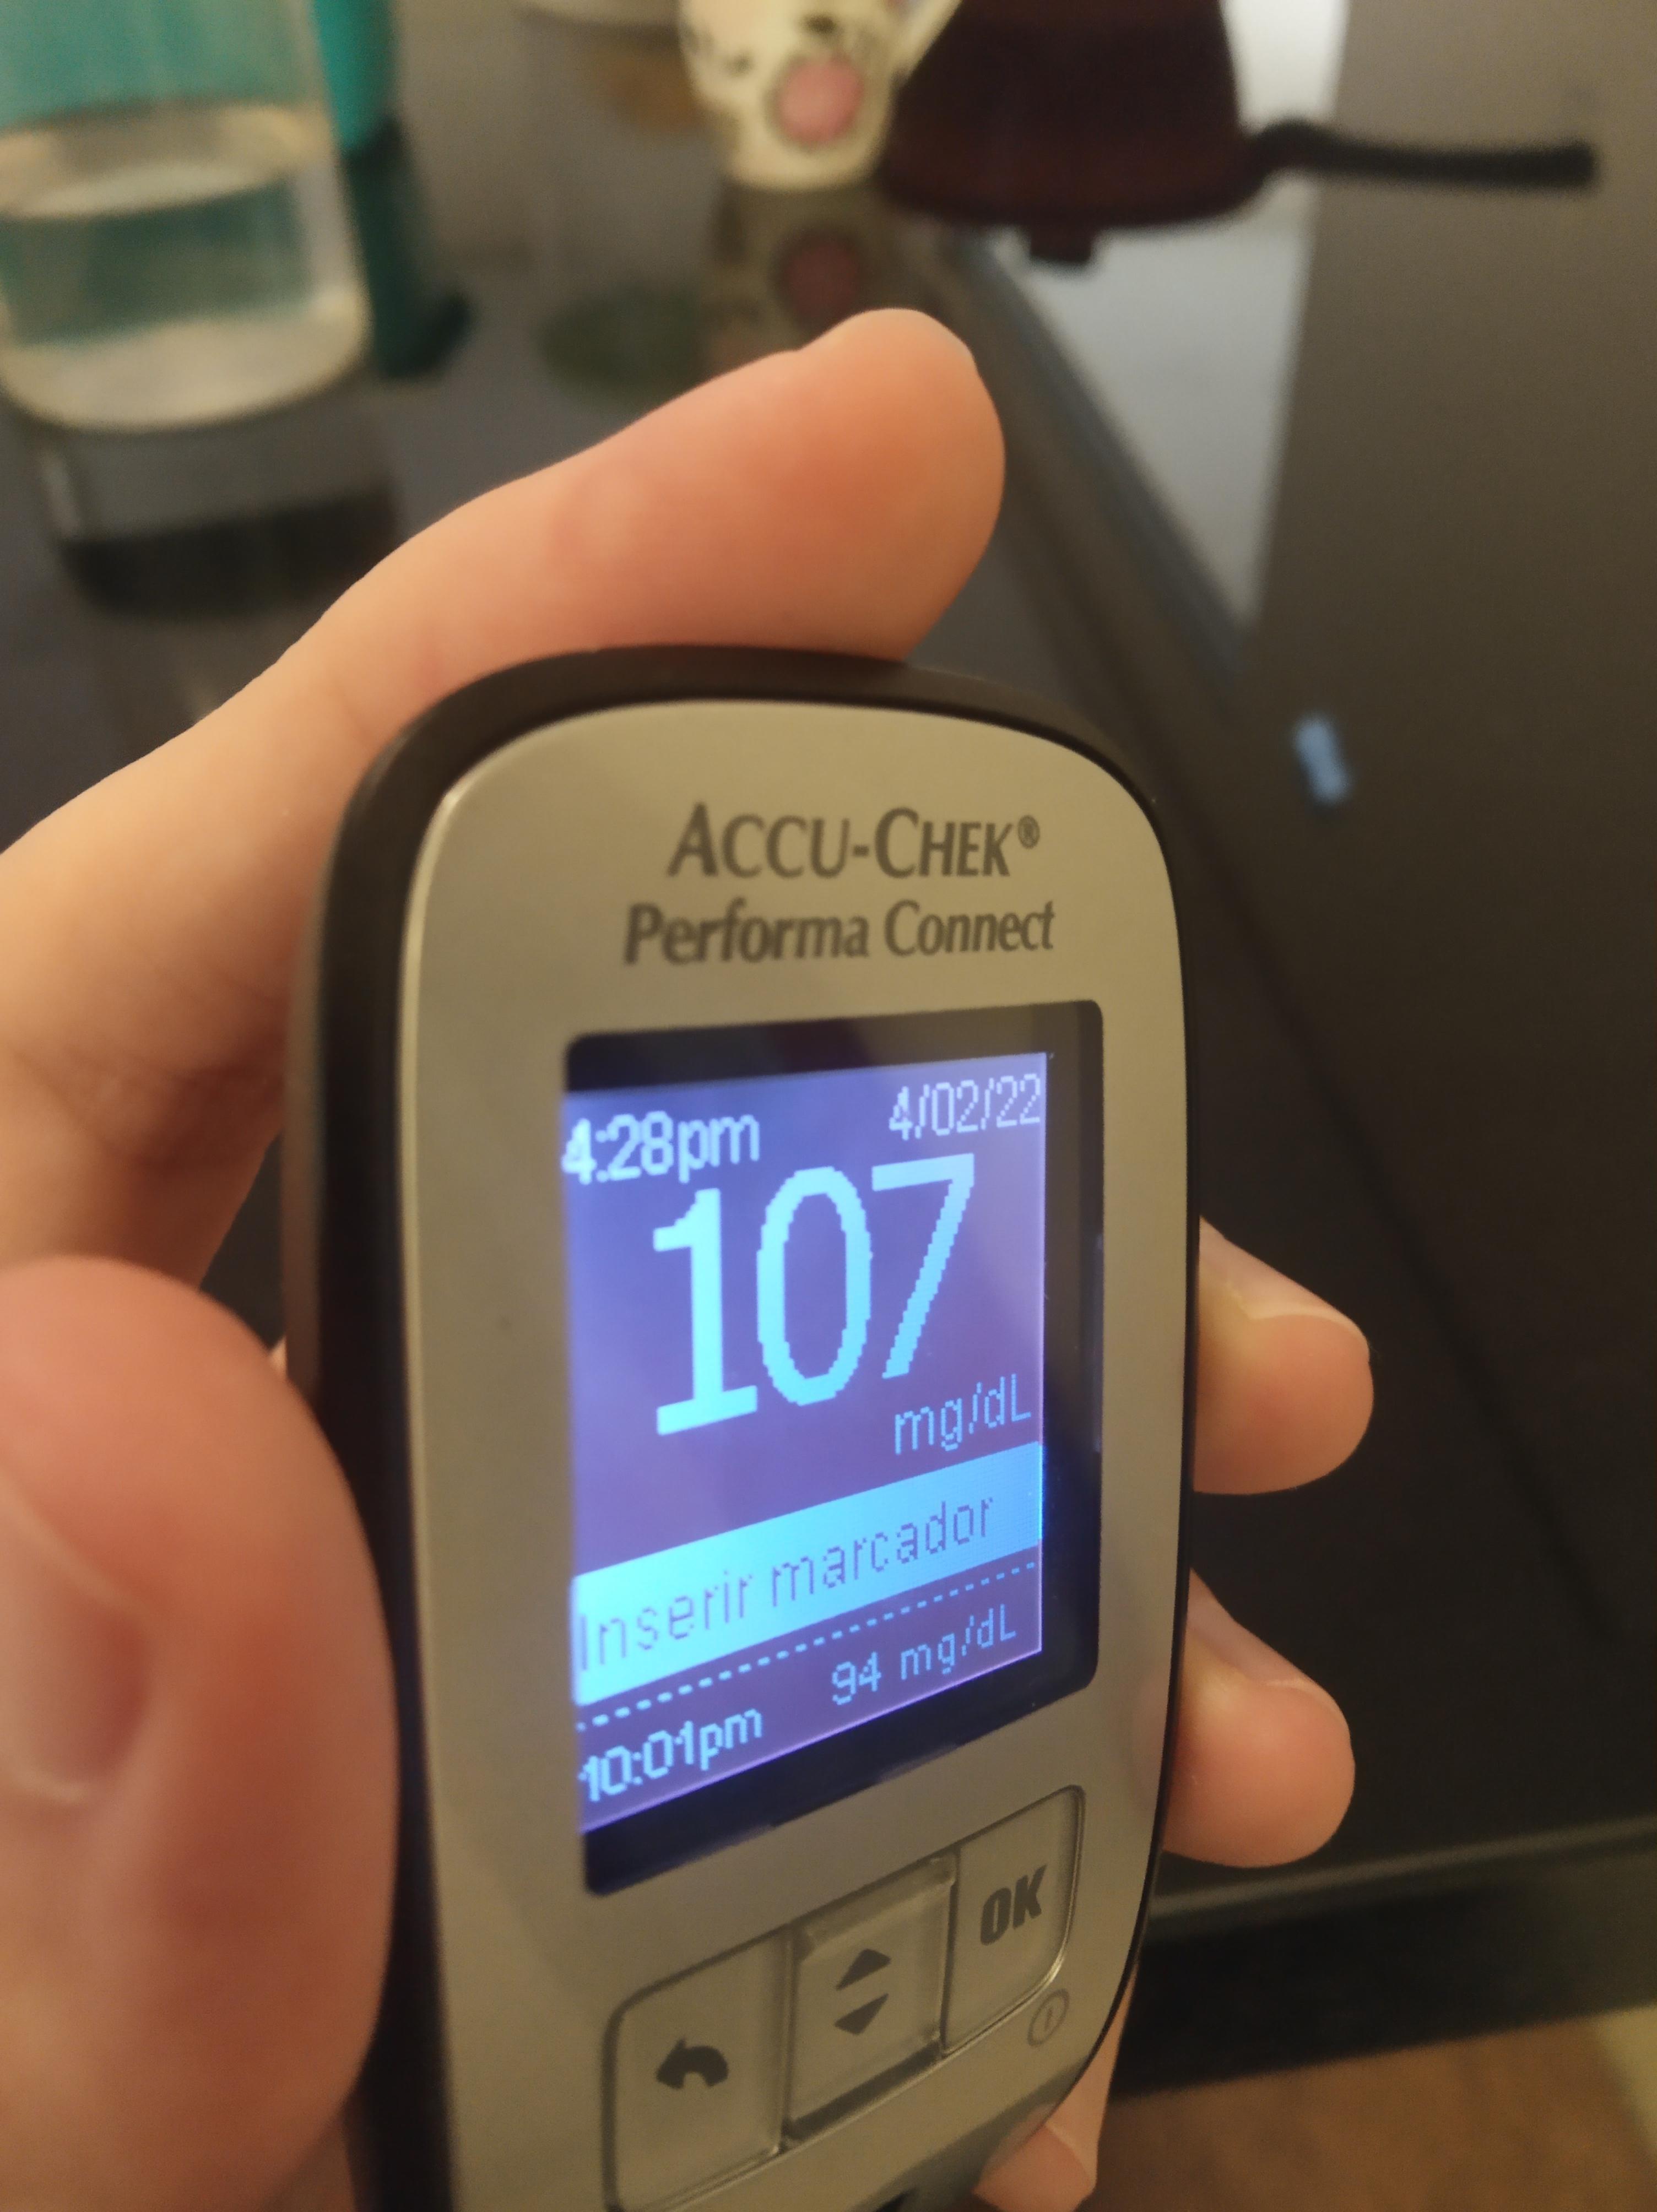 ACCU-CHEK®
Performa Connect
4:28pm 4/02/22
107
mg/dL
Inserir marcador
10:01pm 94 mg/dL
OK